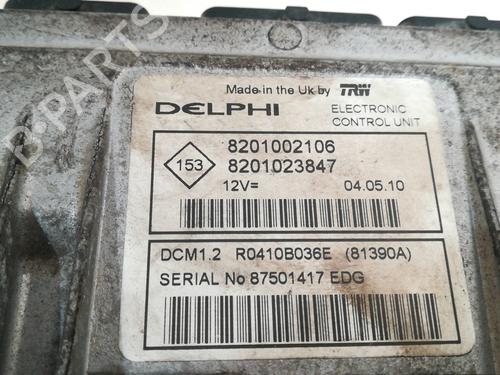 Made in the Uk by TRW
DELPHI ELECTRONIC CONTROL UNIT
153
8201002106
8201023847
12V= 04.05.10
DCM1.2 R0410B036E (81390A)
SERIAL No 87501417 EDG
B-PARTS